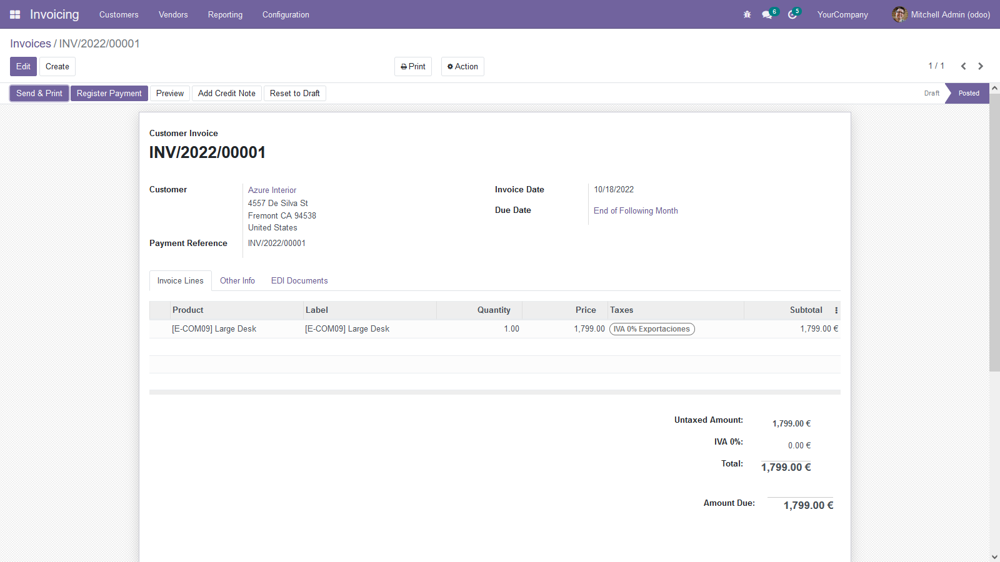 Invoicing Customers Vendors Reporting Configuration 6 5 YourCompany Mitchell Admin (odoo)
Invoices / INV/2022/00001
Edit Create Print Action 1 / 1
Send & Print Register Payment Preview Add Credit Note Reset to Draft Draft Posted
Customer Invoice
INV/2022/00001
Customer Azure Interior
4557 De Silva St
Fremont CA 94538
United States
Payment Reference INV/2022/00001
Invoice Date 10/18/2022
Due Date End of Following Month
Invoice Lines Other Info EDI Documents
Product Label Quantity Price Taxes Subtotal
[E-COM09] Large Desk [E-COM09] Large Desk 1.00 1,799.00 IVA 0% Exportaciones 1,799.00 €
Untaxed Amount: 1,799.00 €
IVA 0%: 0.00 €
Total: 1,799.00 €
Amount Due: 1,799.00 €